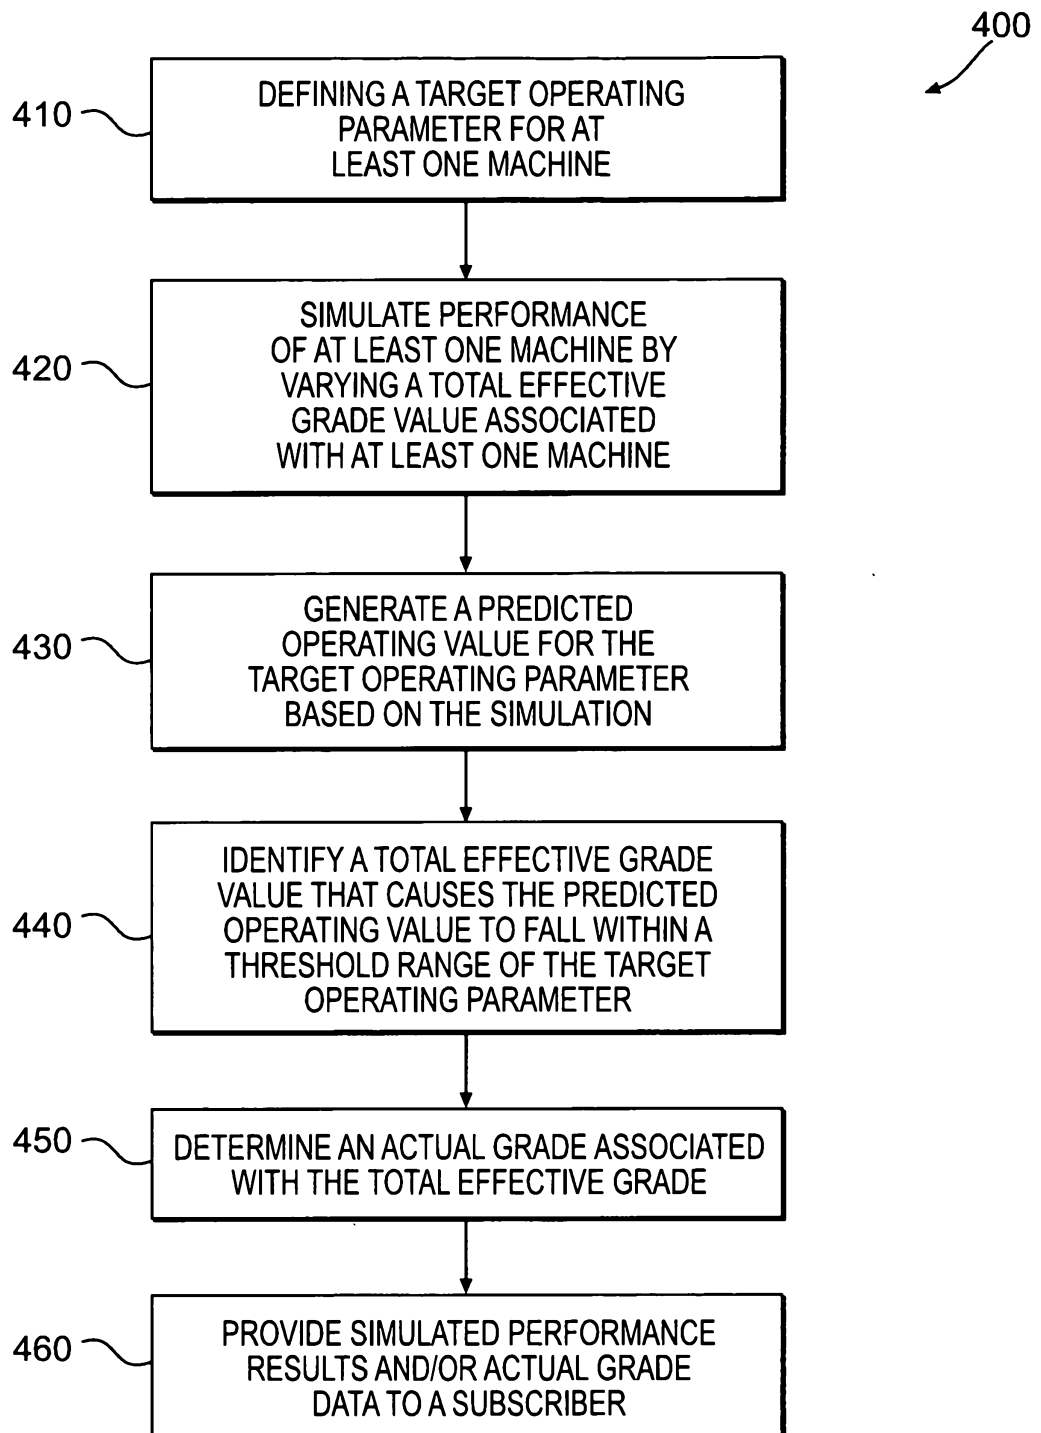 400
410
DEFINING A TARGET OPERATING
PARAMETER FOR AT
LEAST ONE MACHINE
420
SIMULATE PERFORMANCE
OF AT LEAST ONE MACHINE BY
VARYING A TOTAL EFFECTIVE
GRADE VALUE ASSOCIATED
WITH AT LEAST ONE MACHINE
430
GENERATE A PREDICTED
OPERATING VALUE FOR THE
TARGET OPERATING PARAMETER
BASED ON THE SIMULATION
440
IDENTIFY A TOTAL EFFECTIVE GRADE
VALUE THAT CAUSES THE PREDICTED
OPERATING VALUE TO FALL WITHIN A
THRESHOLD RANGE OF THE TARGET
OPERATING PARAMETER
450
DETERMINE AN ACTUAL GRADE ASSOCIATED
WITH THE TOTAL EFFECTIVE GRADE
460
PROVIDE SIMULATED PERFORMANCE
RESULTS AND/OR ACTUAL GRADE
DATA TO A SUBSCRIBER